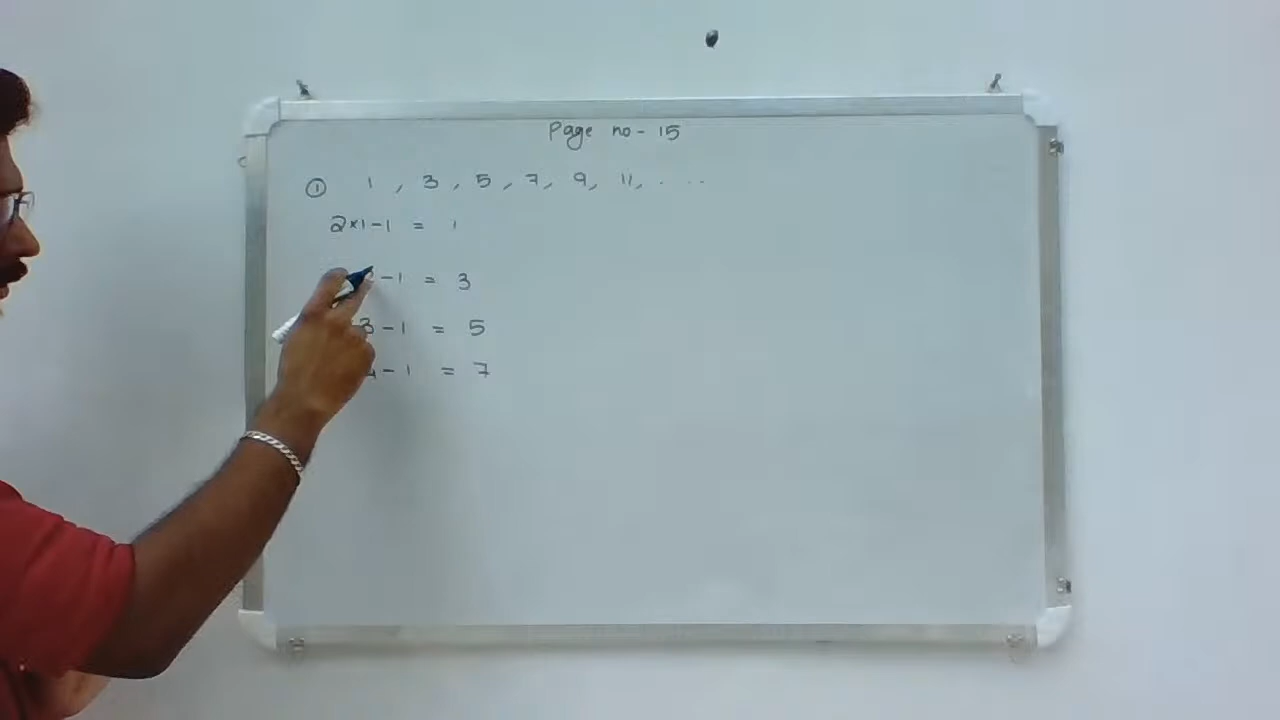 Page no - 15
① 1 , 3 , 5 , 7 , 9 , 11 , . . .
2×1-1 = 1
-1 = 3
3-1 = 5
-1 = 7